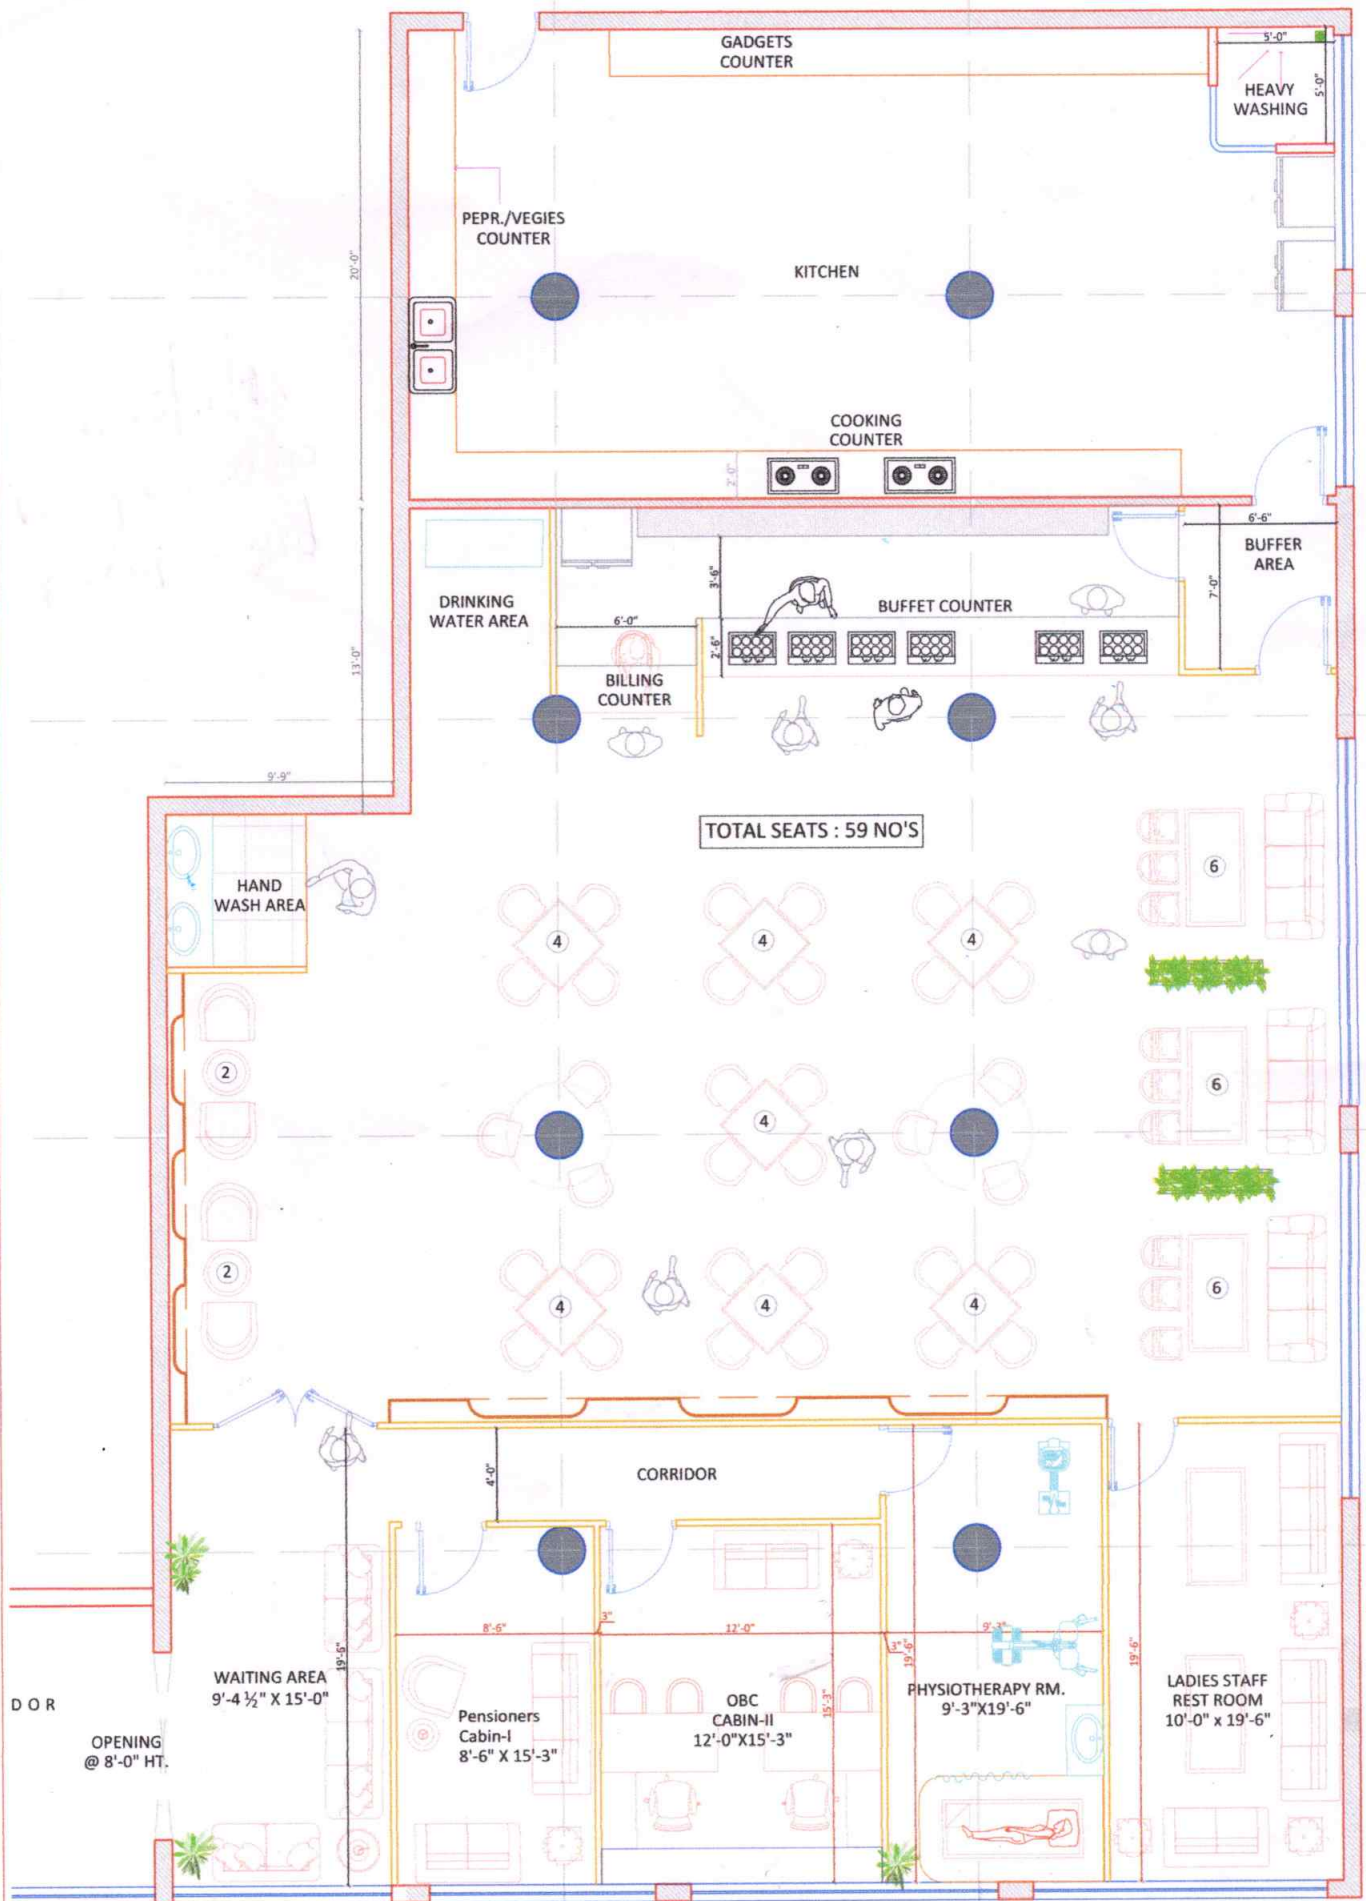 GADGETS
COUNTER
5'-0"
HEAVY
WASHING
5'-0"
PEPR./VEGIES
COUNTER
20'-0"
KITCHEN
COOKING
COUNTER
2'-0"
6'-6"
BUFFER
AREA
7'-0"
3'-6"
DRINKING
WATER AREA
BUFFET COUNTER
6'-0"
2'-6"
13'-0"
BILLING
COUNTER
9'-9"
TOTAL SEATS : 59 NO'S
6
HAND
WASH AREA
4
4
4
2
6
4
2
6
4
4
4
4'-0"
CORRIDOR
8'-6"
3"
12'-0"
3"
9'-3"
19'-6"
19'-6"
19'-6"
15'-3"
WAITING AREA
9'-4 ½" X 15'-0"
DOR
OPENING
@ 8'-0" HT.
Pensioners
Cabin-I
8'-6" X 15'-3"
OBC
CABIN-II
12'-0"X15'-3"
PHYSIOTHERAPY RM.
9'-3"X19'-6"
LADIES STAFF
REST ROOM
10'-0" x 19'-6"